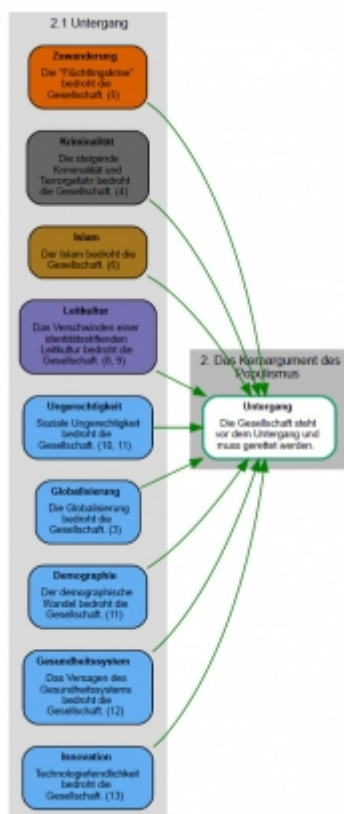 2.1 Untergang
Zuwanderung
Die "Flüchtlingskrise"
bedroht die
Gesellschaft. (5)
Kriminalität
Die steigende
Kriminalität und
Terrorgefahr bedroht
die Gesellschaft. (4)
Islam
Der Islam bedroht die
Gesellschaft. (6)
Leitkultur
Das Verschwinden einer
identitätsstiftenden
Leitkultur bedroht die
Gesellschaft. (8, 9)
2. Das Kernargument des
Populismus
Untergang
Die Gesellschaft steht
vor dem Untergang und
muss gerettet werden.
Ungerechtigkeit
Soziale Ungerechtigkeit
bedroht die
Gesellschaft. (10, 11)
Globalisierung
Die Globalisierung
bedroht die
Gesellschaft. (3)
Demographie
Der demographische
Wandel bedroht die
Gesellschaft. (11)
Gesundheitssystem
Das Versagen des
Gesundheitssystems
bedroht die
Gesellschaft. (12)
Innovation
Technologiefeindlichkeit
bedroht die
Gesellschaft. (13)